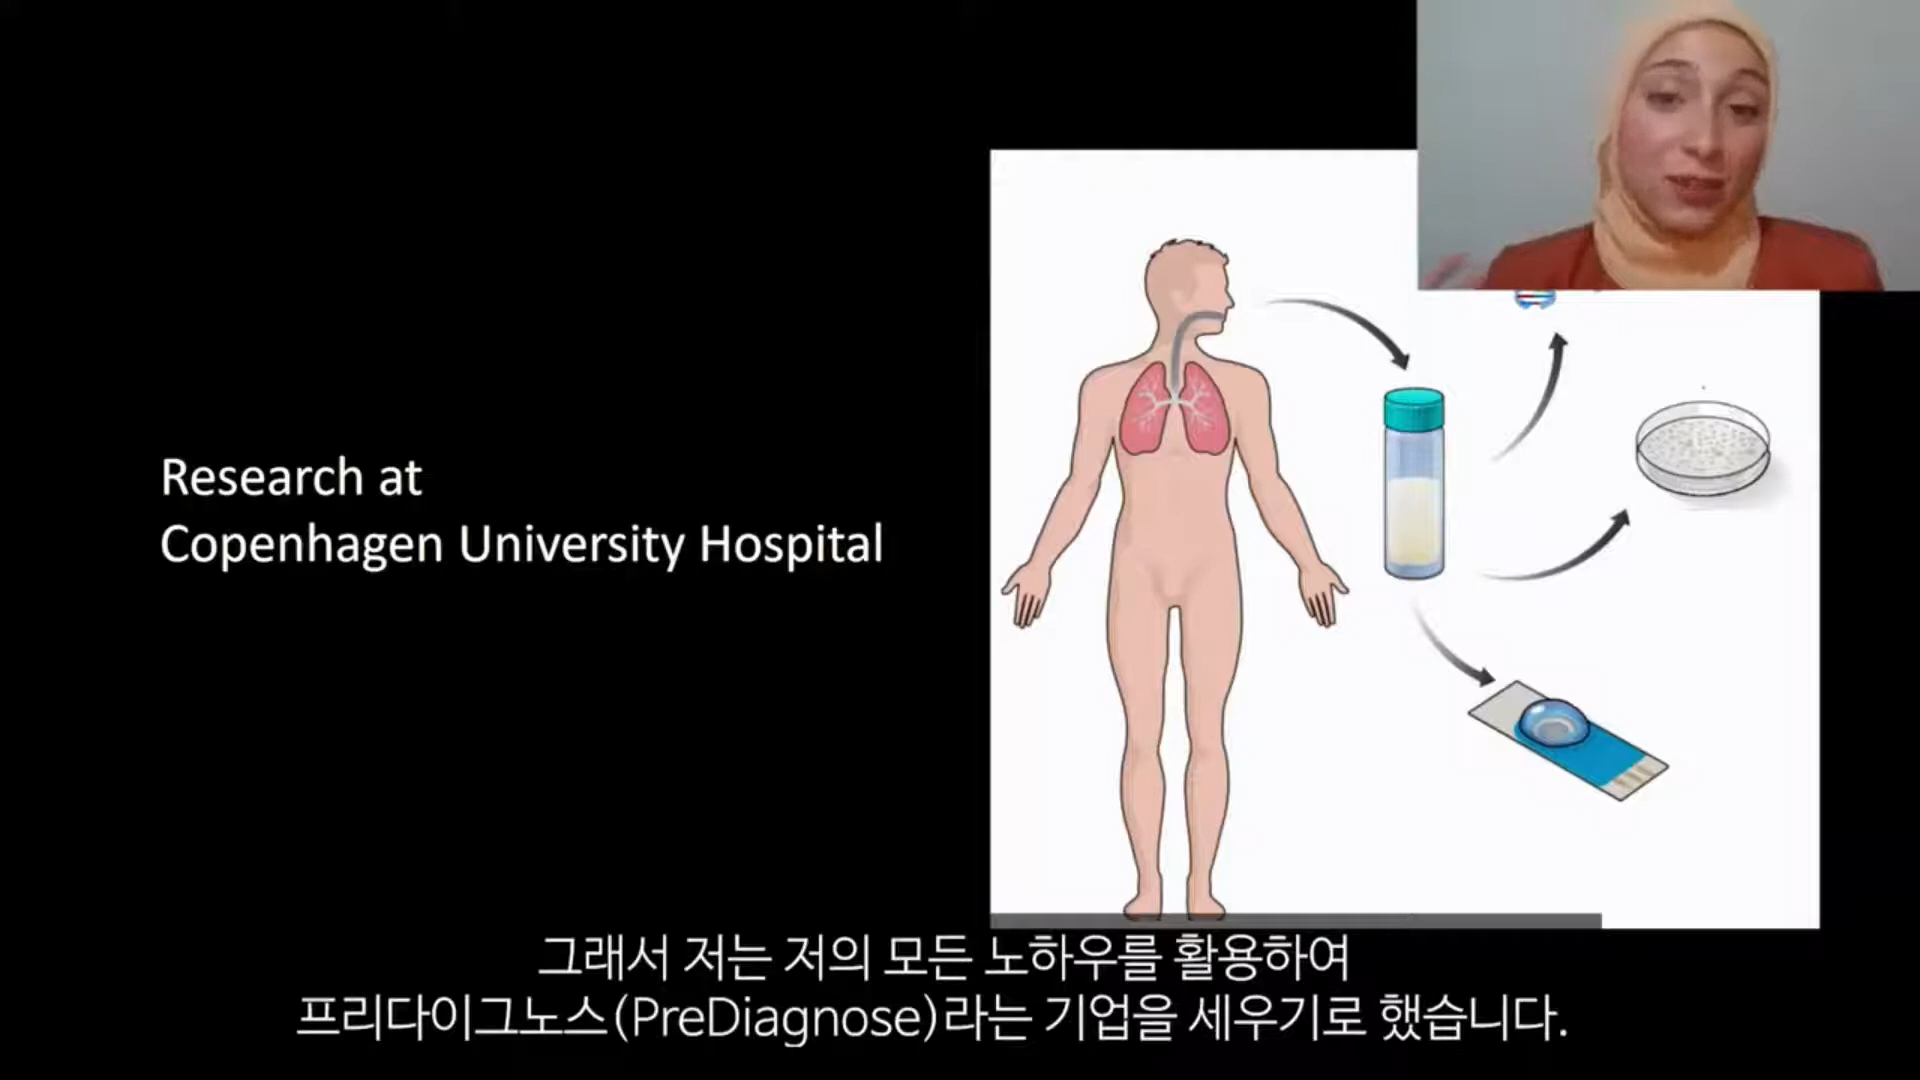 Research at
Copenhagen University Hospital
그래서 저는 저의 모든 노하우를 활용하여
프리다이그노스(PreDiagnose)라는 기업을 세우기로 했습니다.